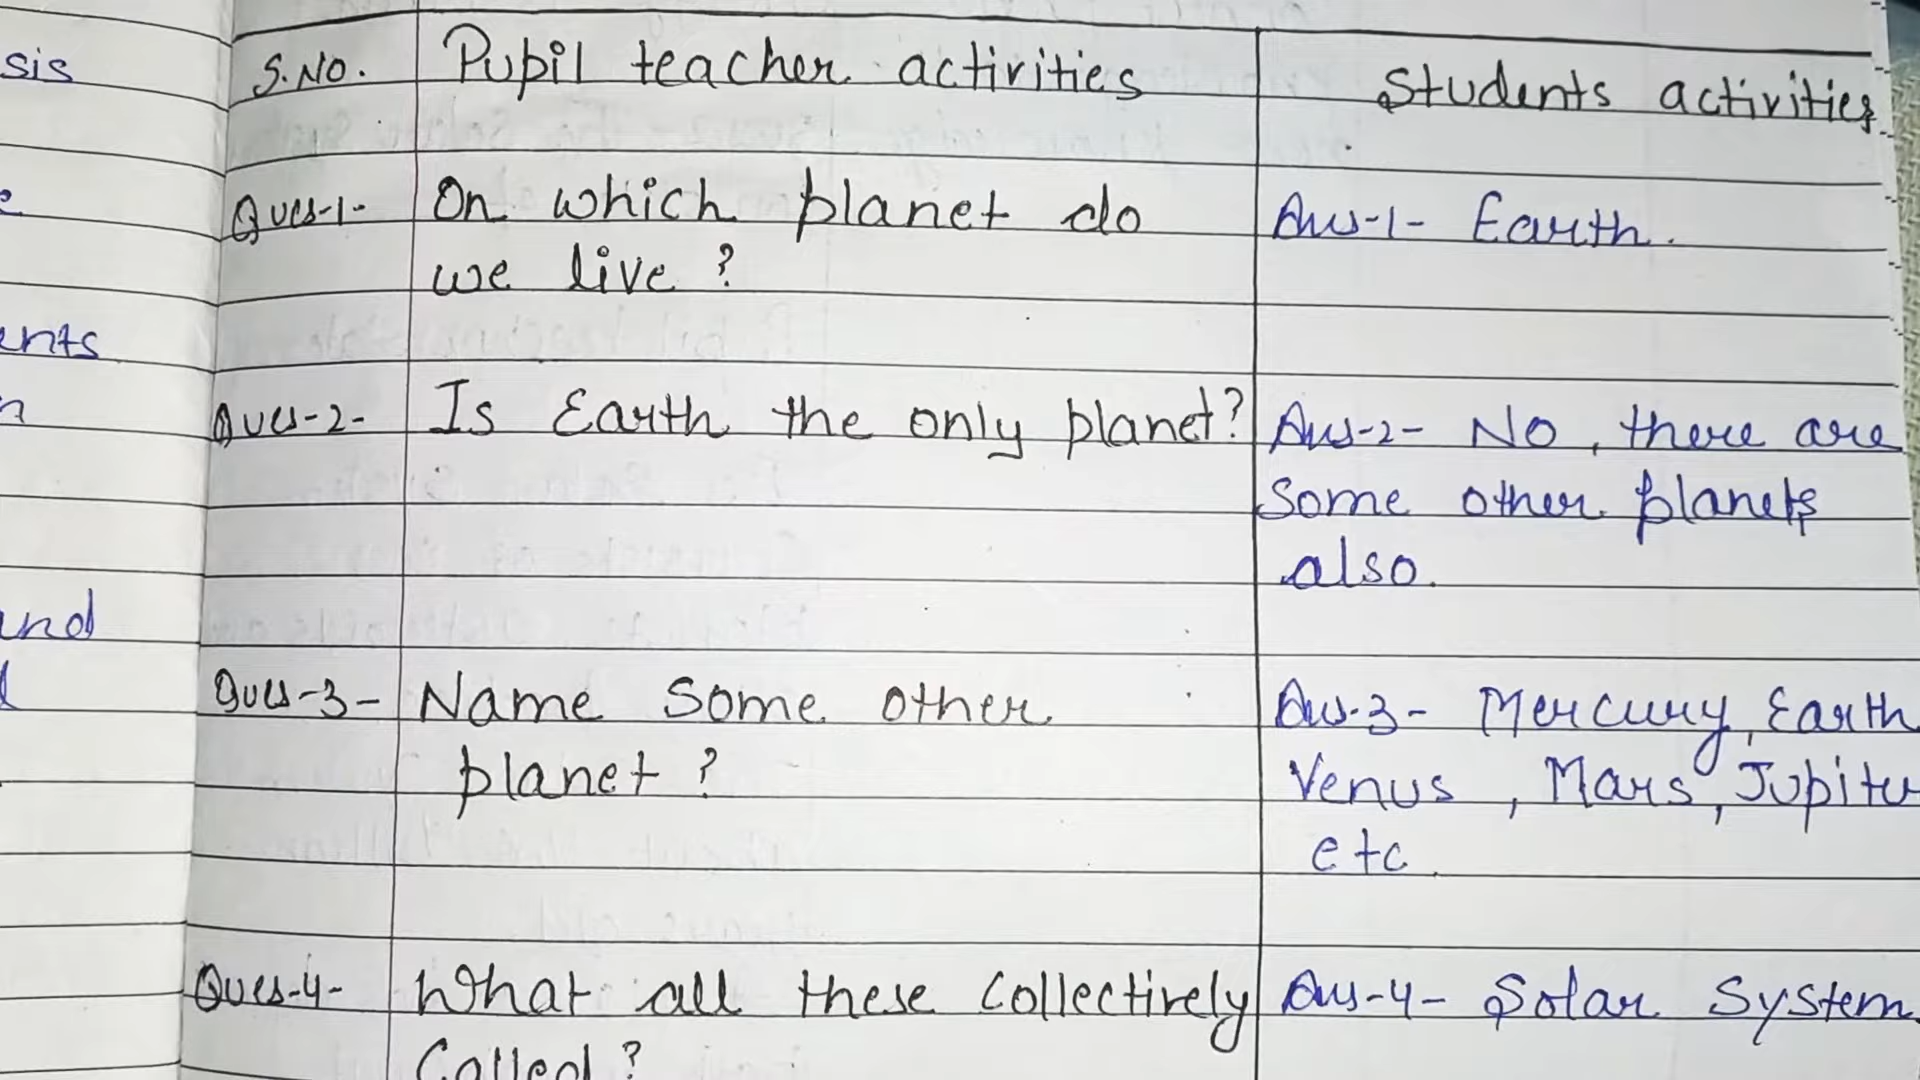 sis
ents
and
S.NO. Pupil teacher activities Students activities
Ques-1- On which planet do Ans-1- Earth.
we live ?
Ques-2- Is Earth the only planet? Ans-2- No, there are
some other planets
also.
Ques-3- Name some other Ans-3- Mercury, Earth
planet ? Venus, Mars, Jupiter
etc.
Ques-4- What all these collectively Ans-4- Solar System.
Called ?